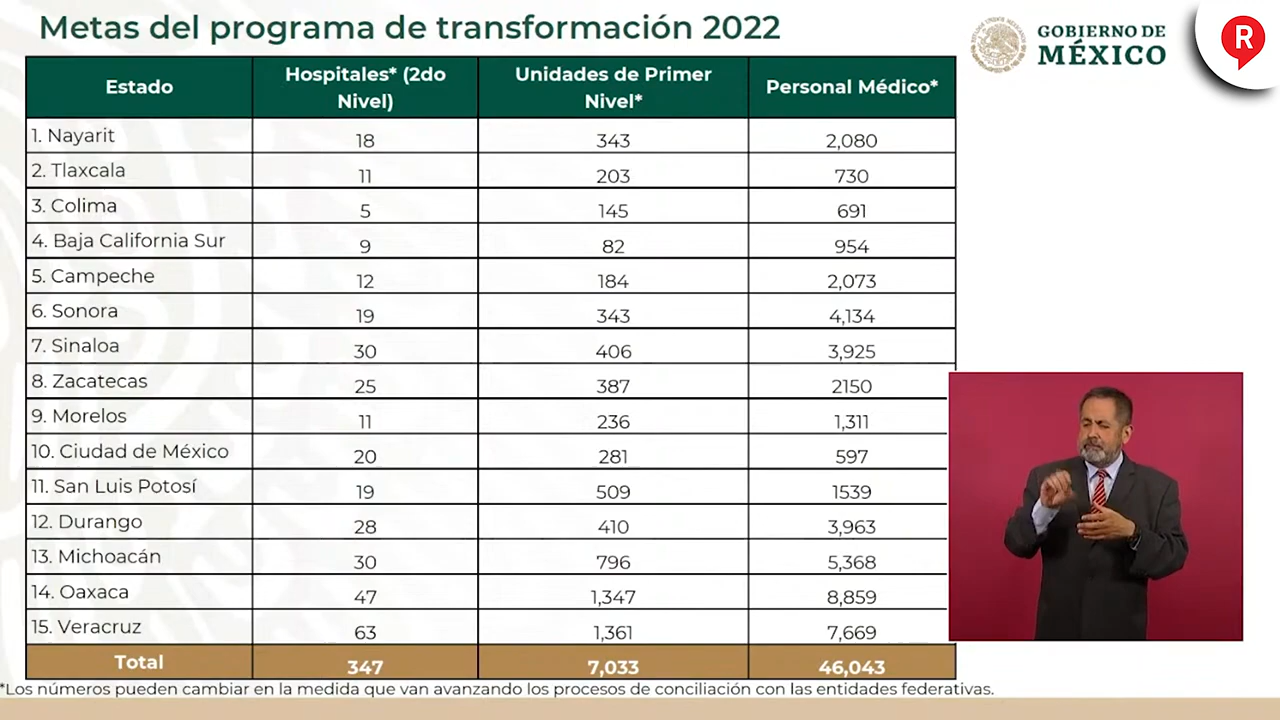 Metas del programa de transformación 2022
GOBIERNO DE
MÉXICO
R
Estado Hospitales* (2do Nivel) Unidades de Primer Nivel* Personal Médico*
1. Nayarit 18 343 2,080
2. Tlaxcala 11 203 730
3. Colima 5 145 691
4. Baja California Sur 9 82 954
5. Campeche 12 184 2,073
6. Sonora 19 343 4,134
7. Sinaloa 30 406 3,925
8. Zacatecas 25 387 2150
9. Morelos 11 236 1,311
10. Ciudad de México 20 281 597
11. San Luis Potosí 19 509 1539
12. Durango 28 410 3,963
13. Michoacán 30 796 5,368
14. Oaxaca 47 1,347 8,859
15. Veracruz 63 1,361 7,669
Total 347 7,033 46,043
*Los números pueden cambiar en la medida que van avanzando los procesos de conciliación con las entidades federativas.